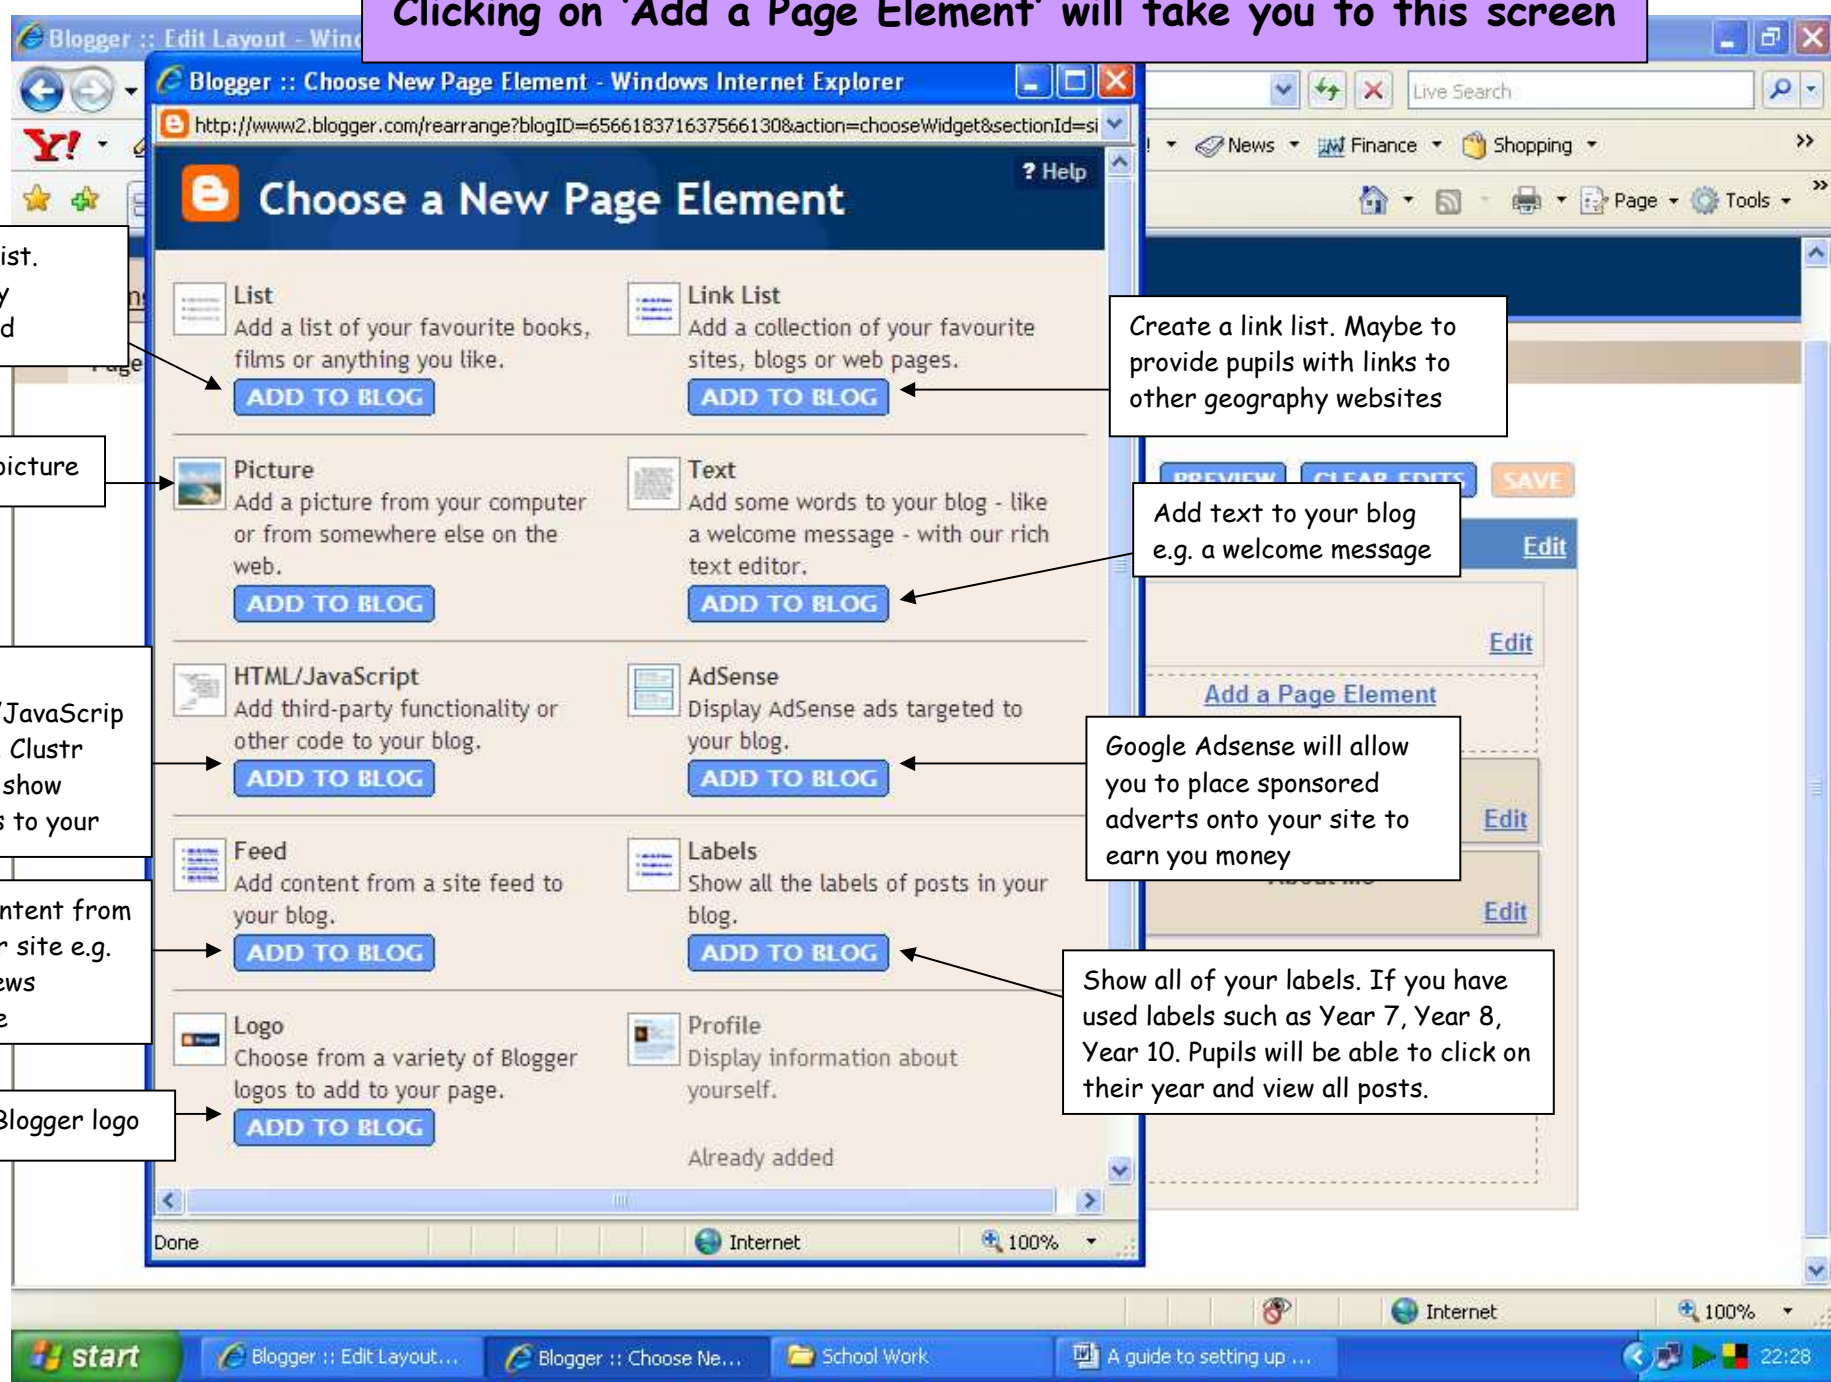 Clicking on ‘Add a Page Element’ will take you to this screen
Blogger :: Edit Layout - Wind
Blogger :: Choose New Page Element - Windows Internet Explorer
http://www2.blogger.com/rearrange?blogID=6566183716375661308&action=chooseWidget&sectionId=si
Live Search
Y!
News
Finance
Shopping
>>
Page
Tools
>>
Choose a New Page Element
? Help
List
Add a list of your favourite books,
films or anything you like.
ADD TO BLOG
Link List
Add a collection of your favourite
sites, blogs or web pages.
ADD TO BLOG
Picture
Add a picture from your computer
or from somewhere else on the
web.
ADD TO BLOG
Text
Add some words to your blog - like
a welcome message - with our rich
text editor.
ADD TO BLOG
HTML/JavaScript
Add third-party functionality or
other code to your blog.
ADD TO BLOG
AdSense
Display AdSense ads targeted to
your blog.
ADD TO BLOG
Feed
Add content from a site feed to
your blog.
ADD TO BLOG
Labels
Show all the labels of posts in your
blog.
ADD TO BLOG
Logo
Choose from a variety of Blogger
logos to add to your page.
ADD TO BLOG
Profile
Display information about
yourself.
Already added
Done
Internet
100%
ist.
y
d
picture
/JavaScrip
Clustr
show
s to your
ntent from
r site e.g.
ews
e
Blogger logo
Create a link list. Maybe to
provide pupils with links to
other geography websites
PREVIEW
CLEAR EDITS
SAVE
Add text to your blog
e.g. a welcome message
Edit
Edit
Add a Page Element
Google Adsense will allow
you to place sponsored
adverts onto your site to
earn you money
Edit
About Me
Edit
Show all of your labels. If you have
used labels such as Year 7, Year 8,
Year 10. Pupils will be able to click on
their year and view all posts.
Internet
100%
start
Blogger :: Edit Layout...
Blogger :: Choose Ne...
School Work
A guide to setting up ...
22:28